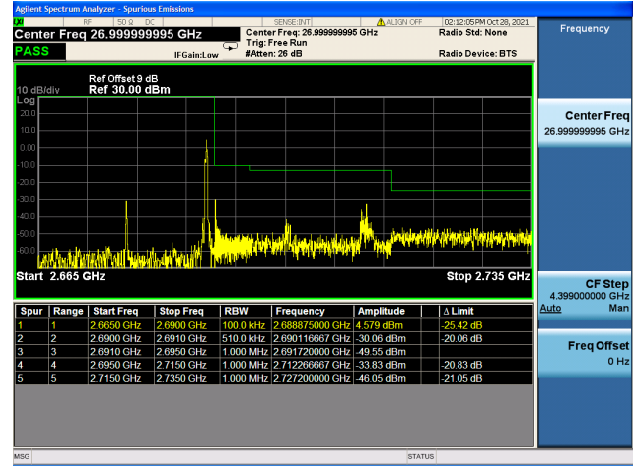 Agilent Spectrum Analyzer - Spurious Emissions
LXI RF 50 Ω DC SENSE:INT ALIGN OFF 02:12:05 PM Oct 28, 2021
Center Freq 26.999999995 GHz
Center Freq: 26.999999995 GHz
Radio Std: None
Trig: Free Run
PASS
IFGain:Low
#Atten: 26 dB
Radio Device: BTS
Frequency
Ref Offset 9 dB
10 dB/div Ref 30.00 dBm
Log
20.0
10.0
0.00
-10.0
-20.0
-30.0
-40.0
-50.0
-60.0
Start 2.665 GHz Stop 2.735 GHz
Center Freq
26.999999995 GHz
CF Step
4.399000000 GHz
Auto Man
Freq Offset
0 Hz
Spur Range Start Freq Stop Freq RBW Frequency Amplitude Δ Limit
1 1 2.6650 GHz 2.6900 GHz 100.0 kHz 2.688875000 GHz 4.579 dBm -25.42 dB
2 2 2.6900 GHz 2.6910 GHz 510.0 kHz 2.690116667 GHz -30.06 dBm -20.06 dB
3 3 2.6910 GHz 2.6950 GHz 1.000 MHz 2.691720000 GHz -49.55 dBm
4 4 2.6950 GHz 2.7150 GHz 1.000 MHz 2.712266667 GHz -33.83 dBm -20.83 dB
5 5 2.7150 GHz 2.7350 GHz 1.000 MHz 2.727200000 GHz -46.05 dBm -21.05 dB
MSG STATUS